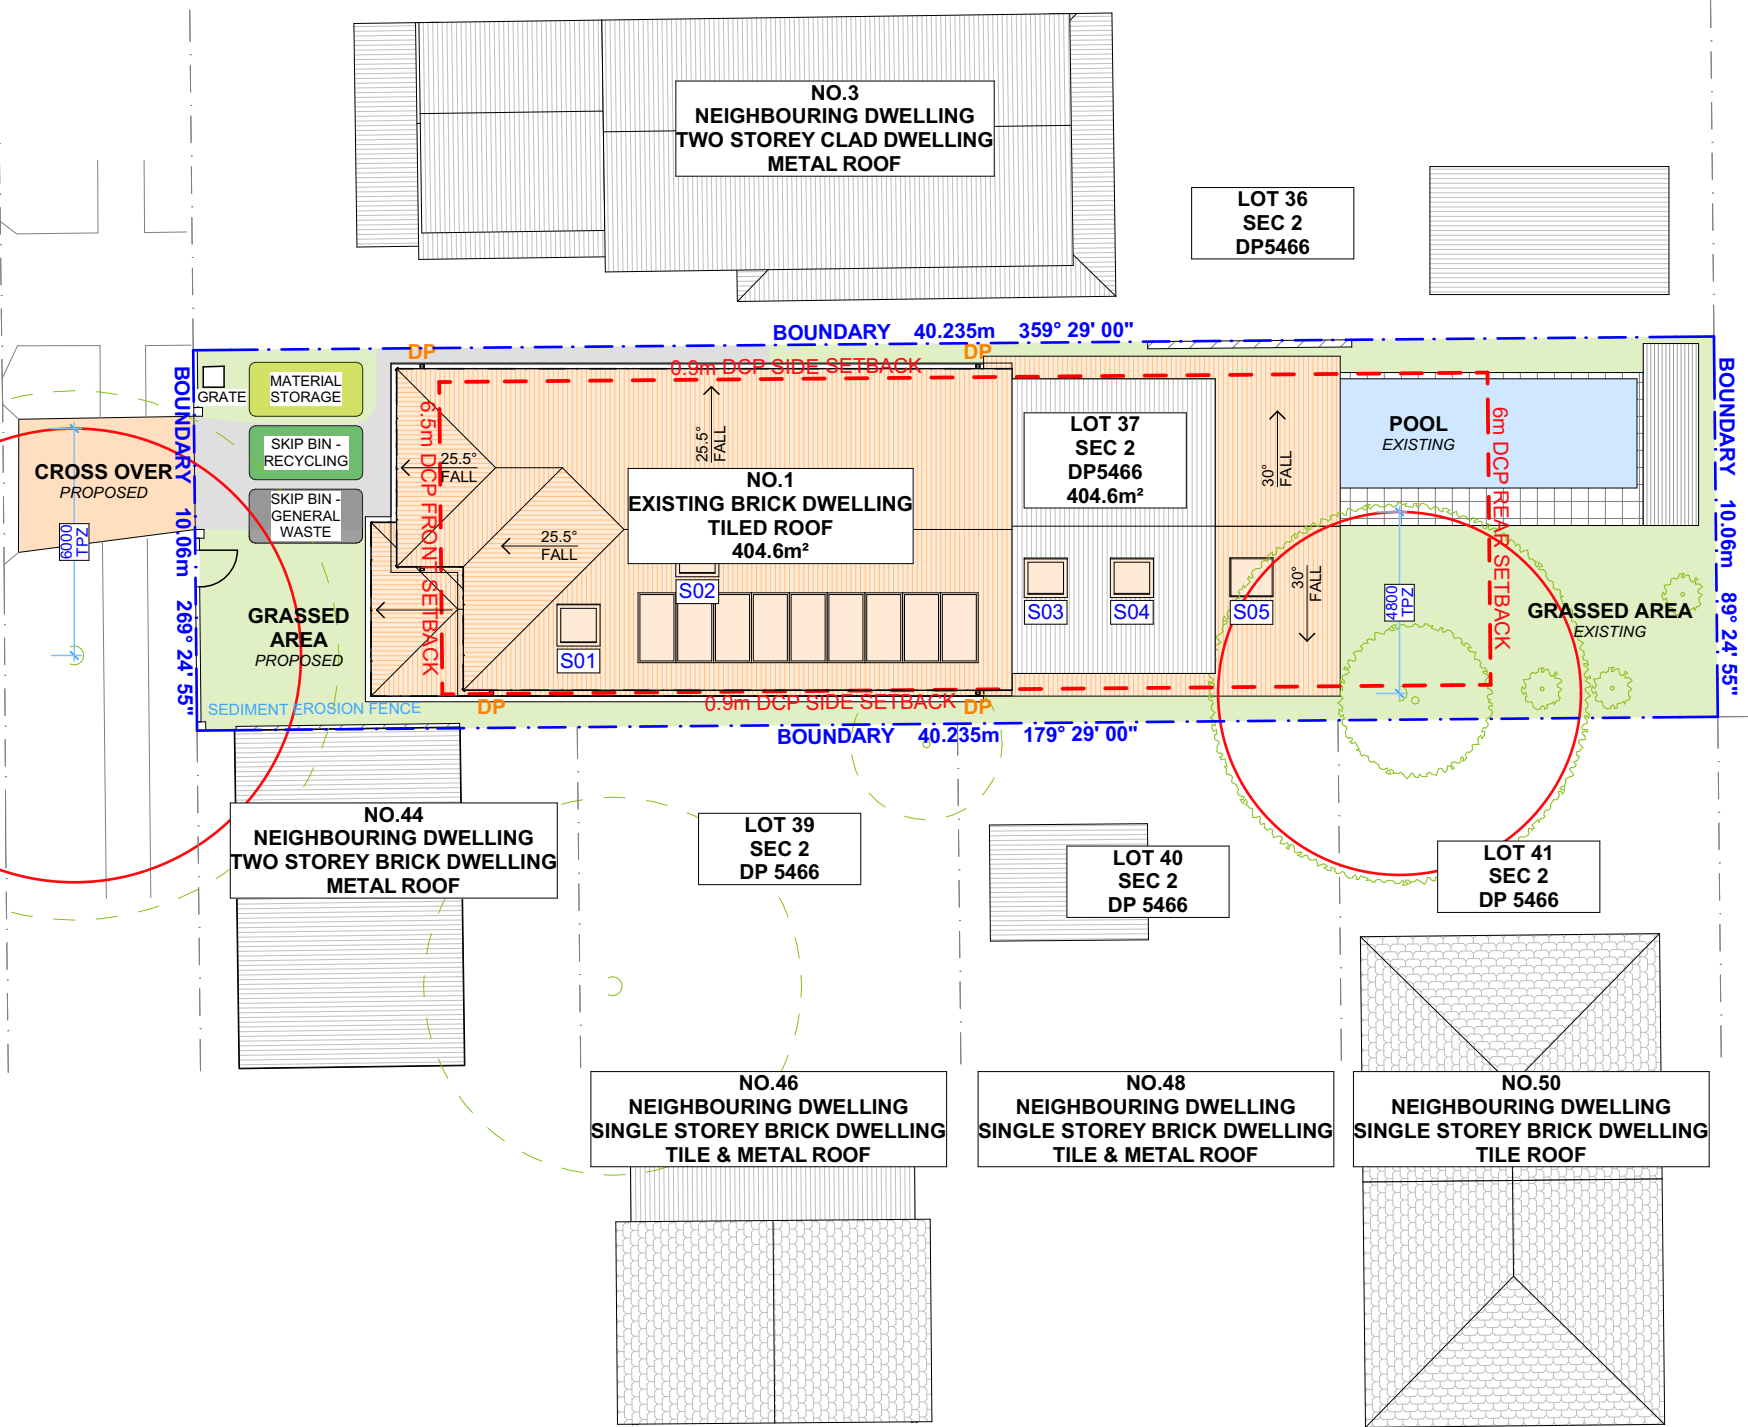 NO.3
NEIGHBOURING DWELLING
TWO STOREY CLAD DWELLING
METAL ROOF
LOT 36
SEC 2
DP5466
BOUNDARY 40.235m 359° 29' 00"
DP
DP
0.9m DCP SIDE SETBACK
BOUNDARY 10.06m 269° 24' 55"
GRATE
MATERIAL
STORAGE
SKIP BIN -
RECYCLING
SKIP BIN -
GENERAL
WASTE
CROSS OVER
PROPOSED
6000
TPZ
6.5m DCP FRONT SETBACK
25.5°
FALL
25.5°
FALL
25.5°
FALL
NO.1
EXISTING BRICK DWELLING
TILED ROOF
404.6m²
LOT 37
SEC 2
DP5466
404.6m²
30°
FALL
30°
FALL
POOL
EXISTING
6m DCP REAR SETBACK
BOUNDARY 10.06m 89° 24' 55"
S01
S02
S03
S04
S05
4800
TPZ
GRASSED AREA
EXISTING
GRASSED
AREA
PROPOSED
SEDIMENT EROSION FENCE
DP
0.9m DCP SIDE SETBACK
DP
BOUNDARY 40.235m 179° 29' 00"
NO.44
NEIGHBOURING DWELLING
TWO STOREY BRICK DWELLING
METAL ROOF
LOT 39
SEC 2
DP 5466
LOT 40
SEC 2
DP 5466
LOT 41
SEC 2
DP 5466
NO.46
NEIGHBOURING DWELLING
SINGLE STOREY BRICK DWELLING
TILE & METAL ROOF
NO.48
NEIGHBOURING DWELLING
SINGLE STOREY BRICK DWELLING
TILE & METAL ROOF
NO.50
NEIGHBOURING DWELLING
SINGLE STOREY BRICK DWELLING
TILE ROOF